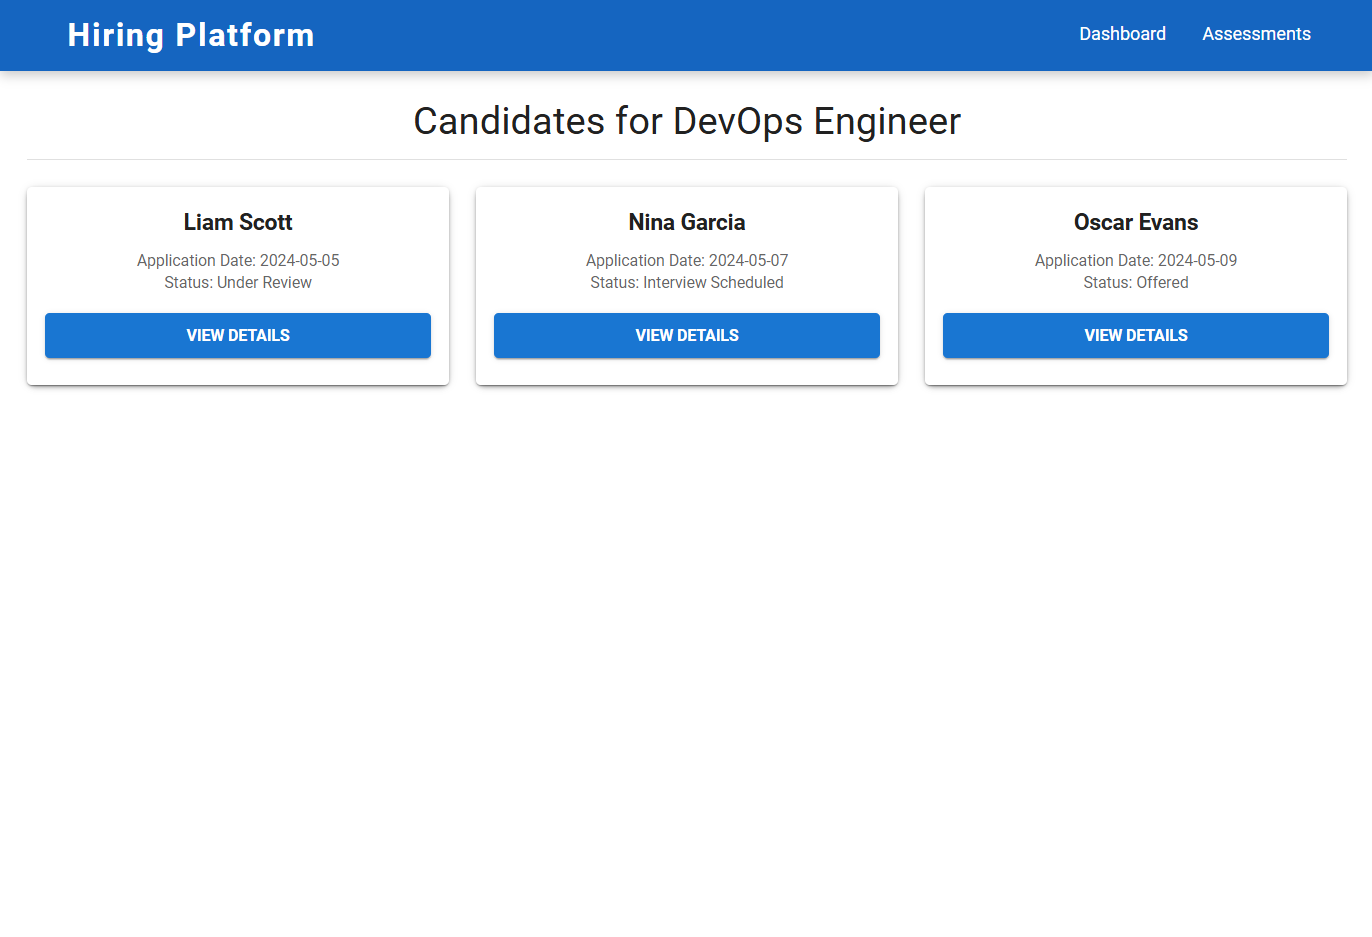 Hiring Platform
Dashboard
Assessments
Candidates for DevOps Engineer
Liam Scott
Application Date: 2024-05-05
Status: Under Review
VIEW DETAILS
Nina Garcia
Application Date: 2024-05-07
Status: Interview Scheduled
VIEW DETAILS
Oscar Evans
Application Date: 2024-05-09
Status: Offered
VIEW DETAILS